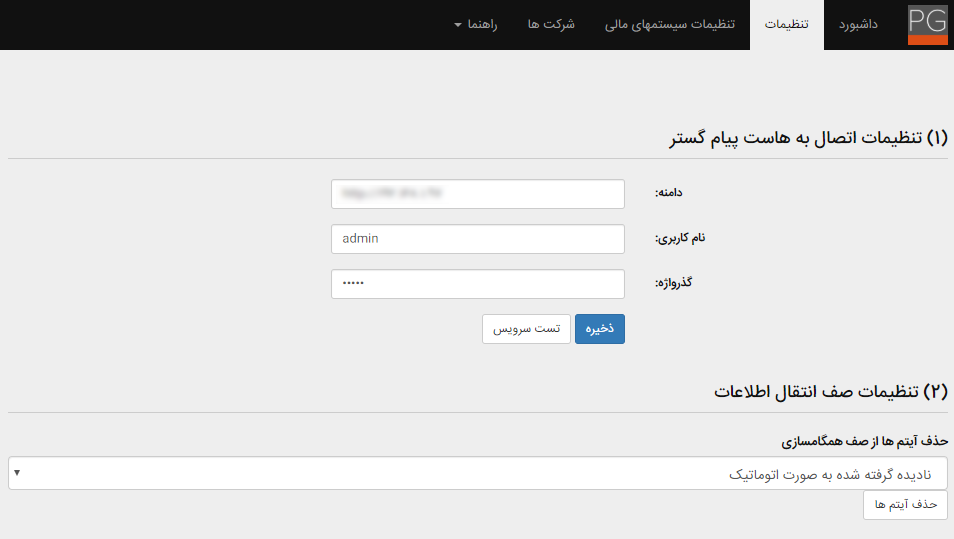 PG
داشبورد
تنظیمات
تنظیمات سیستمهای مالی
شرکت ها
راهنما
(۱) تنظیمات اتصال به هاست پیام گستر
دامنه:
نام کاربری:
admin
گذرواژه:
•••••
ذخیره
تست سرویس
(۲) تنظیمات صف انتقال اطلاعات
حذف آیتم ها از صف همگامسازی
نادیده گرفته شده به صورت اتوماتیک
حذف آیتم ها